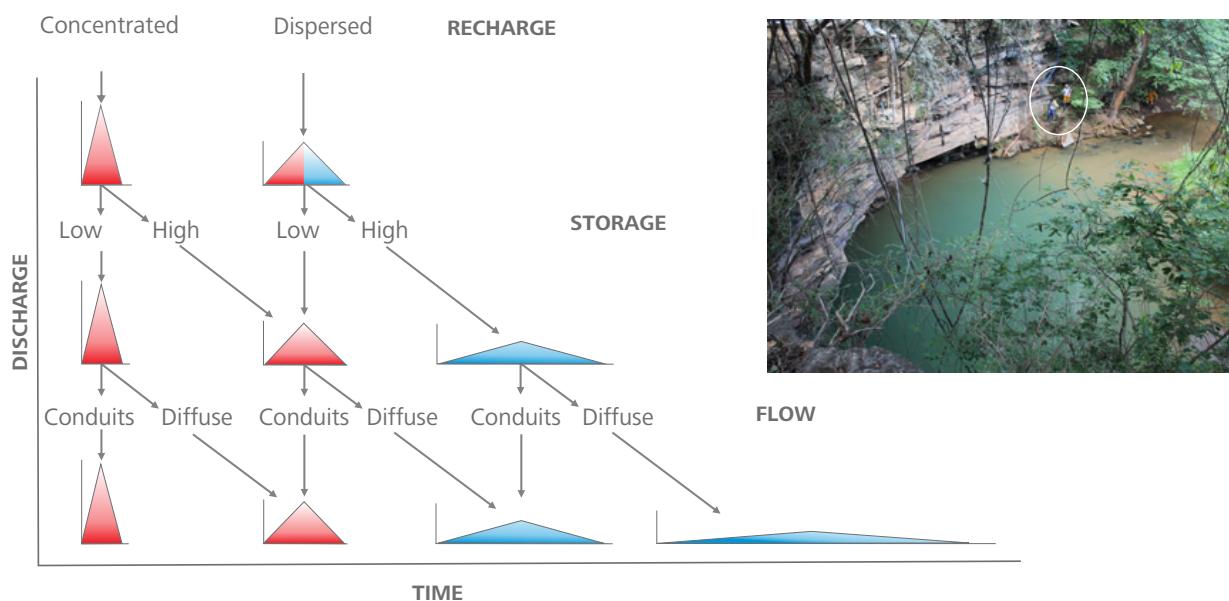 Concentrated Dispersed RECHARGE
Low High Low High STORAGE
DISCHARGE
Conduits Diffuse Conduits Diffuse Conduits Diffuse FLOW
TIME